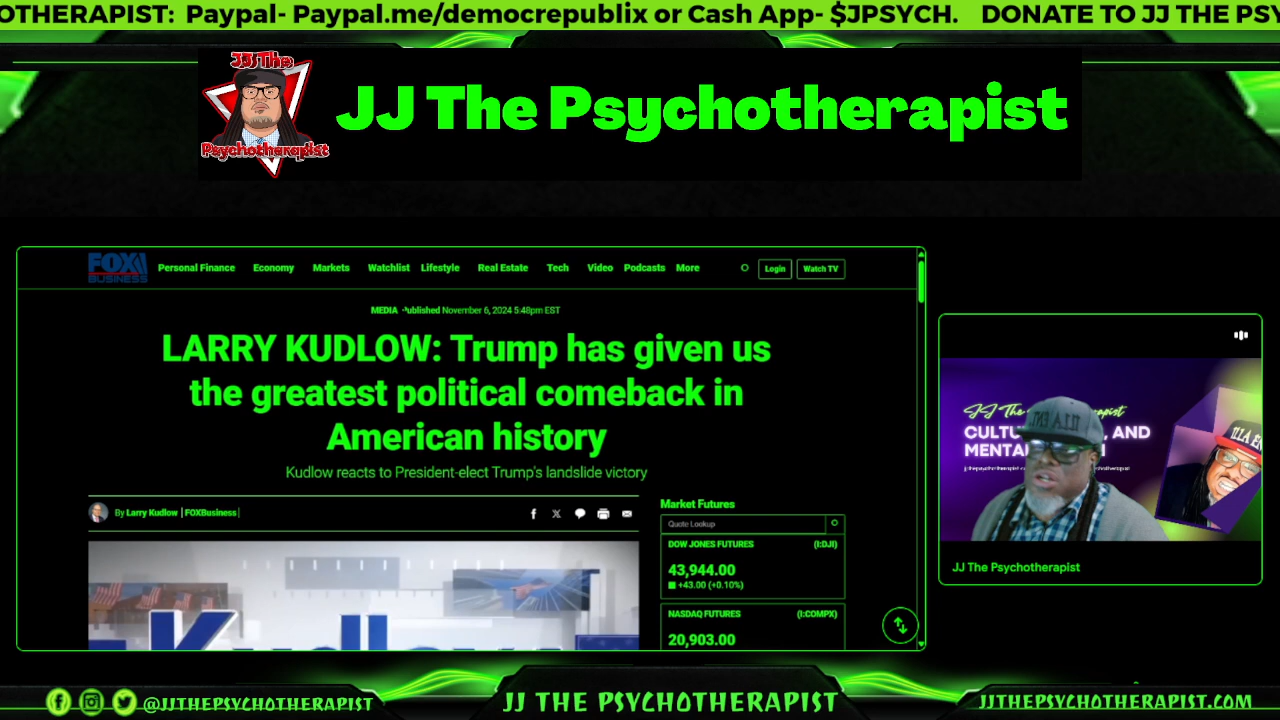 OTHERAPIST: Paypal- Paypal.me/democrepublix or Cash App- $JPSYCH. DONATE TO JJ THE PSY
JJ The
Psychotherapist
JJ The Psychotherapist
FOX
BUSINESS
Personal Finance Economy Markets Watchlist Lifestyle Real Estate Tech Video Podcasts More Login Watch TV
MEDIA Published November 6, 2024 5:48pm EST
LARRY KUDLOW: Trump has given us
the greatest political comeback in
American history
Kudlow reacts to President-elect Trump's landslide victory
By Larry Kudlow | FOXBusiness |
Market Futures
Quote Lookup
DOW JONES FUTURES (I:DJI)
43,944.00
+43.00 (+0.10%)
NASDAQ FUTURES (I:COMPX)
20,903.00
Kudlow
JJ The
CULTU , AND
MENTA
ILLA EN
JJ The Psychotherapist
@JJTHEPSYCHOTHERAPIST
JJ THE PSYCHOTHERAPIST
JJTHEPSYCHOTHERAPIST.COM